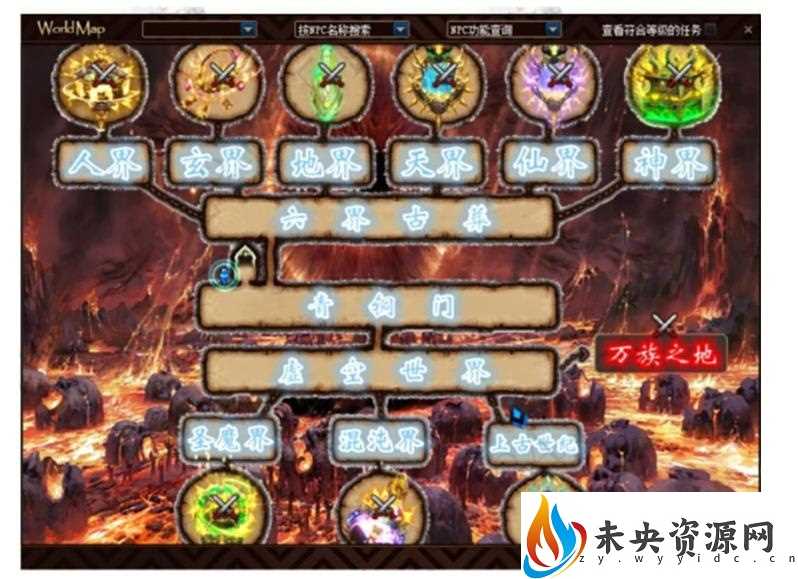 WorldMap 按NPC名称搜索 NPC功能查询 查看符合等级的任务
人界 玄界 地界 天界 仙界 神界
六界古葬
青铜门
虚空世界
万族之地
圣魔界 混沌界 上古世纪
未央资源网
zy.wyyidc.cn